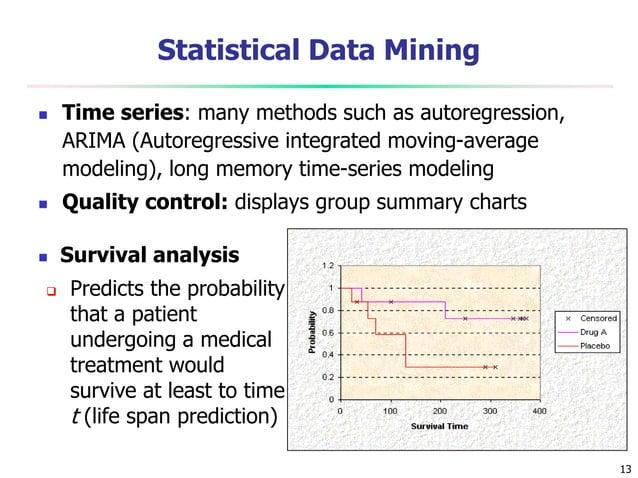 Statistical Data Mining
■ Time series: many methods such as autoregression,
ARIMA (Autoregressive integrated moving-average
modeling), long memory time-series modeling
■ Quality control: displays group summary charts
■ Survival analysis
❑ Predicts the probability
that a patient
undergoing a medical
treatment would
survive at least to time
t (life span prediction)
1.2
1
0.8
0.6
0.4
0.2
0
Probability
0 100 200 300 400
Survival Time
Censored
Drug A
Placebo
13